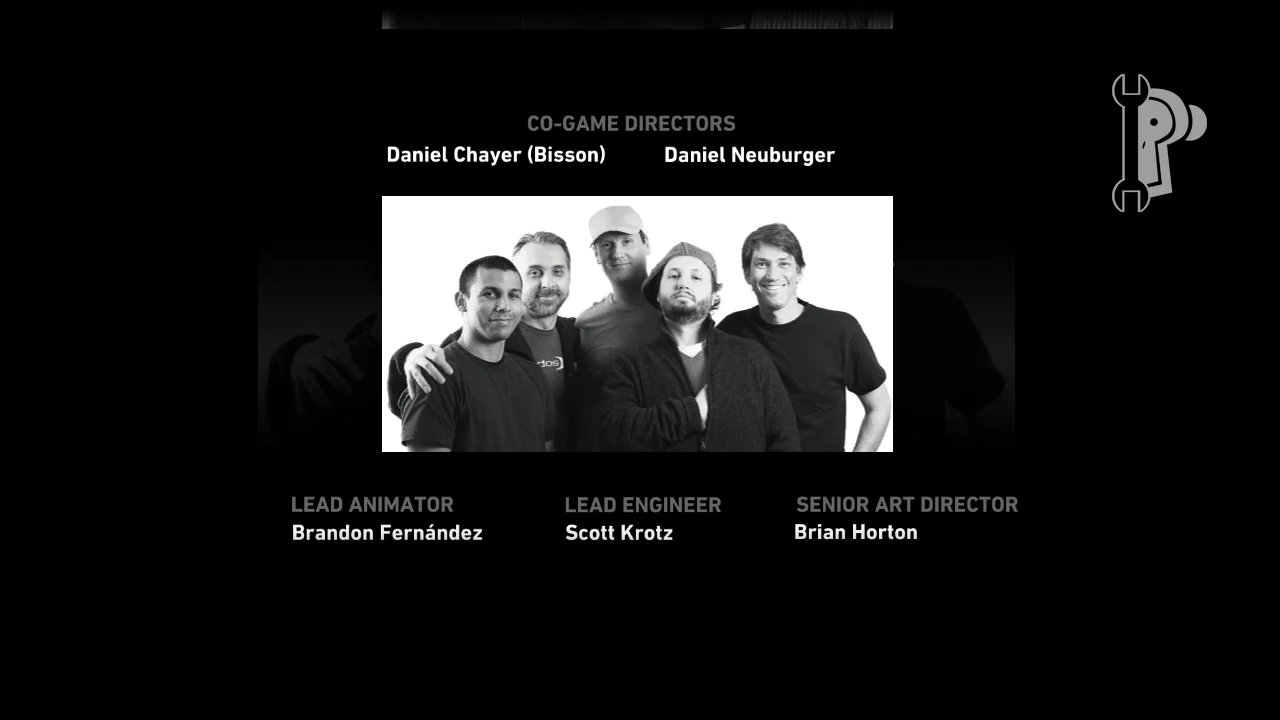 CO-GAME DIRECTORS
Daniel Chayer (Bisson) Daniel Neuburger
dos)
LEAD ANIMATOR LEAD ENGINEER SENIOR ART DIRECTOR
Brandon Fernández Scott Krotz Brian Horton